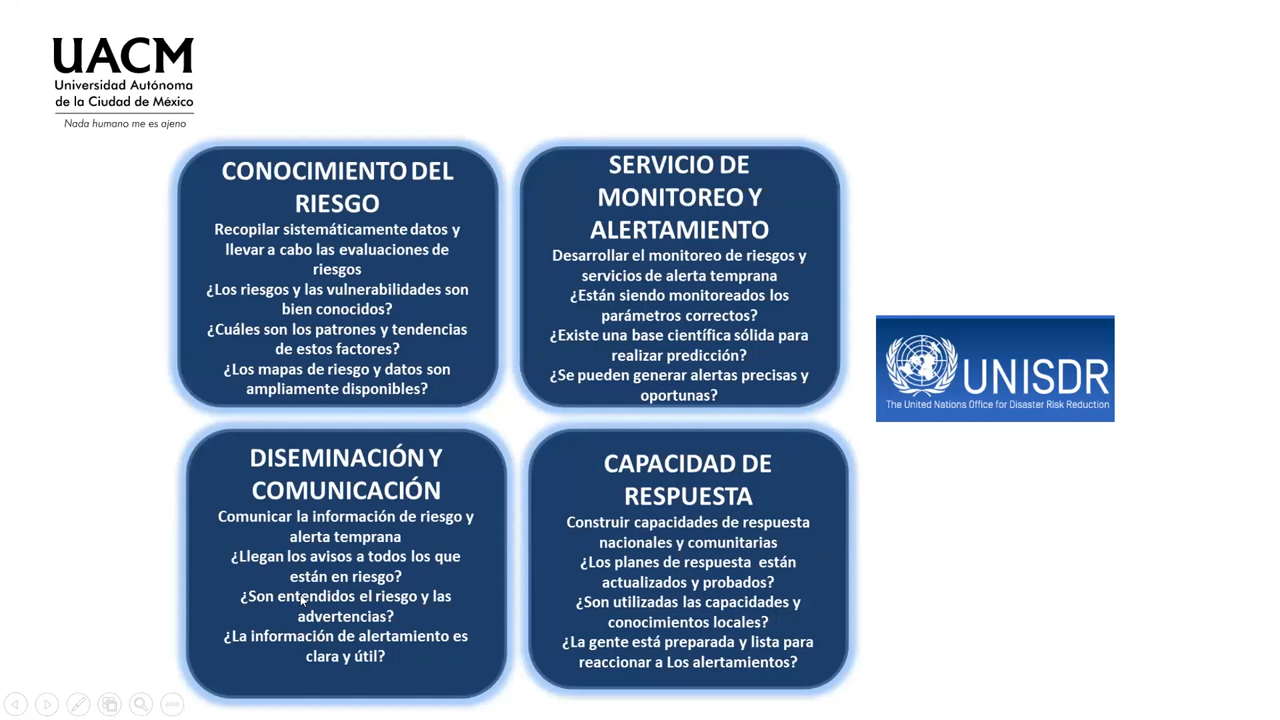 UACM
Universidad Autónoma
de la Ciudad de México
Nada humano me es ajeno
CONOCIMIENTO DEL
RIESGO
Recopilar sistemáticamente datos y
llevar a cabo las evaluaciones de
riesgos
¿Los riesgos y las vulnerabilidades son
bien conocidos?
¿Cuáles son los patrones y tendencias
de estos factores?
¿Los mapas de riesgo y datos son
ampliamente disponibles?
SERVICIO DE
MONITOREO Y
ALERTAMIENTO
Desarrollar el monitoreo de riesgos y
servicios de alerta temprana
¿Están siendo monitoreados los
parámetros correctos?
¿Existe una base científica sólida para
realizar predicción?
¿Se pueden generar alertas precisas y
oportunas?
DISEMINACIÓN Y
COMUNICACIÓN
Comunicar la información de riesgo y
alerta temprana
¿Llegan los avisos a todos los que
están en riesgo?
¿Son entendidos el riesgo y las
advertencias?
¿La información de alertamiento es
clara y útil?
CAPACIDAD DE
RESPUESTA
Construir capacidades de respuesta
nacionales y comunitarias
¿Los planes de respuesta están
actualizados y probados?
¿Son utilizadas las capacidades y
conocimientos locales?
¿La gente está preparada y lista para
reaccionar a Los alertamientos?
UNISDR
The United Nations Office for Disaster Risk Reduction